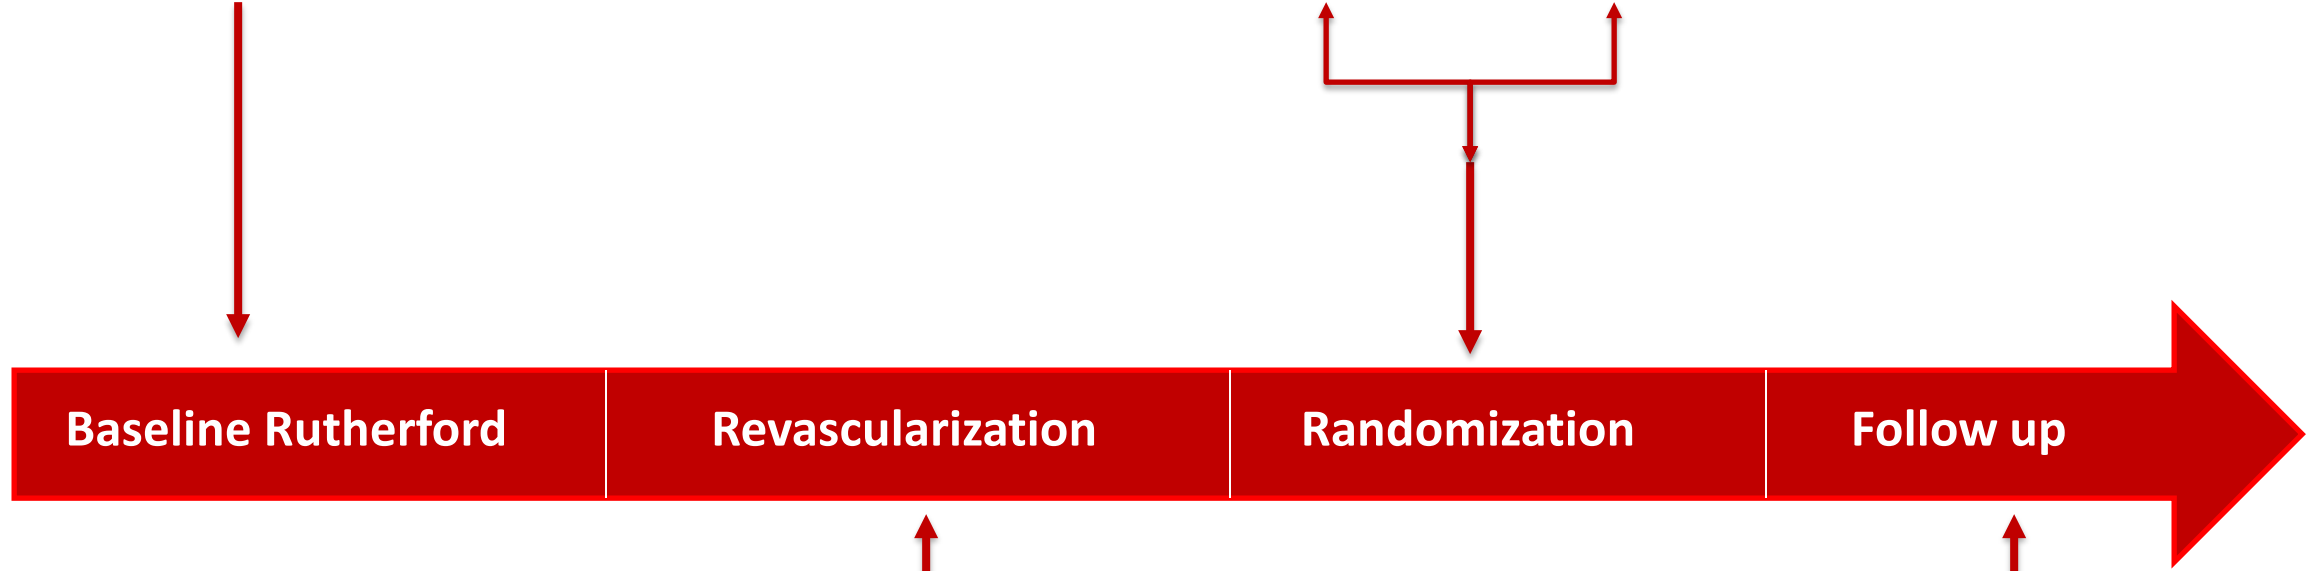 Baseline Rutherford
Revascularization
Randomization
Follow up